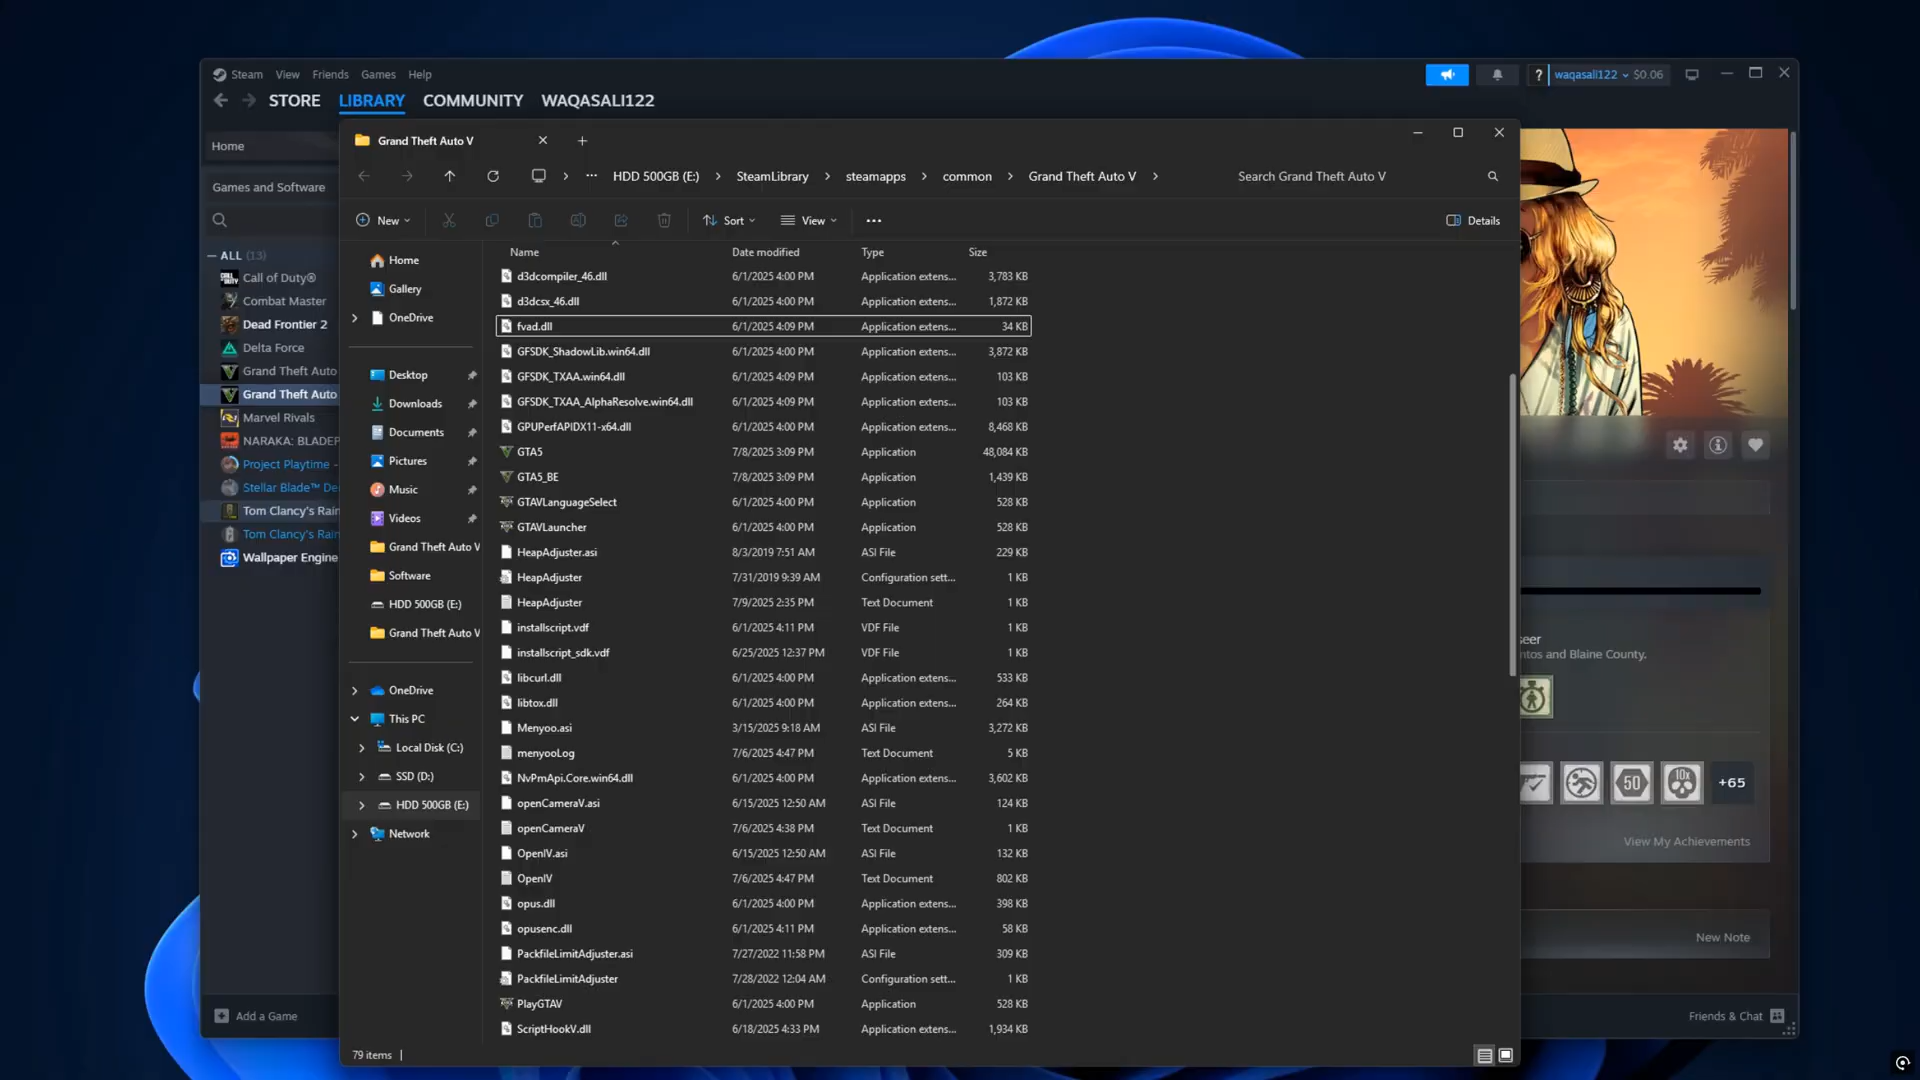 Steam View Friends Games Help
? waqasali122 $0.06
STORE LIBRARY COMMUNITY WAQASALI122
Home
Games and Software
ALL (13)
Call of Duty®
Combat Master
Dead Frontier 2
Delta Force
Grand Theft Auto
Grand Theft Auto
Marvel Rivals
NARAKA: BLADEP
Project Playtime -
Stellar Blade™ De
Tom Clancy's Rain
Tom Clancy's Rain
Wallpaper Engine
Add a Game
Grand Theft Auto V
HDD 500GB (E:) > SteamLibrary > steamapps > common > Grand Theft Auto V >
Search Grand Theft Auto V
New Sort View Details
Home
Gallery
OneDrive
Desktop
Downloads
Documents
Pictures
Music
Videos
Grand Theft Auto V
Software
HDD 500GB (E:)
Grand Theft Auto V
OneDrive
This PC
Local Disk (C:)
SSD (D:)
HDD 500GB (E:)
Network
Name Date modified Type Size
d3dcompiler_46.dll 6/1/2025 4:00 PM Application extens... 3,783 KB
d3dcsx_46.dll 6/1/2025 4:00 PM Application extens... 1,872 KB
fvad.dll 6/1/2025 4:09 PM Application extens... 34 KB
GFSDK_ShadowLib.win64.dll 6/1/2025 4:00 PM Application extens... 3,872 KB
GFSDK_TXAA.win64.dll 6/1/2025 4:09 PM Application extens... 103 KB
GFSDK_TXAA_AlphaResolve.win64.dll 6/1/2025 4:09 PM Application extens... 103 KB
GPUPerfAPIDX11-x64.dll 6/1/2025 4:00 PM Application extens... 8,468 KB
GTA5 7/8/2025 3:09 PM Application 48,084 KB
GTA5_BE 7/8/2025 3:09 PM Application 1,439 KB
GTAVLanguageSelect 6/1/2025 4:00 PM Application 528 KB
GTAVLauncher 6/1/2025 4:00 PM Application 528 KB
HeapAdjuster.asi 8/3/2019 7:51 AM ASI File 229 KB
HeapAdjuster 7/31/2019 9:39 AM Configuration sett... 1 KB
HeapAdjuster 7/9/2025 2:35 PM Text Document 1 KB
installscript.vdf 6/1/2025 4:11 PM VDF File 1 KB
installscript_sdk.vdf 6/25/2025 12:37 PM VDF File 1 KB
libcurl.dll 6/1/2025 4:00 PM Application extens... 533 KB
libtox.dll 6/1/2025 4:00 PM Application extens... 264 KB
Menyoo.asi 3/15/2025 9:18 AM ASI File 3,272 KB
menyooLog 7/6/2025 4:47 PM Text Document 5 KB
NvPmApi.Core.win64.dll 6/1/2025 4:00 PM Application extens... 3,602 KB
openCameraV.asi 6/15/2025 12:50 AM ASI File 124 KB
openCameraV 7/6/2025 4:38 PM Text Document 1 KB
OpenIV.asi 6/15/2025 12:50 AM ASI File 132 KB
OpenIV 7/6/2025 4:47 PM Text Document 802 KB
opus.dll 6/1/2025 4:00 PM Application extens... 398 KB
opusenc.dll 6/1/2025 4:11 PM Application extens... 58 KB
PackfileLimitAdjuster.asi 7/27/2022 11:58 PM ASI File 309 KB
PackfileLimitAdjuster 7/28/2022 12:04 AM Configuration sett... 1 KB
PlayGTAV 6/1/2025 4:00 PM Application 528 KB
ScriptHookV.dll 6/18/2025 4:33 PM Application extens... 1,934 KB
79 items
seer
ntos and Blaine County.
50
10x
+65
View My Achievements
New Note
Friends & Chat